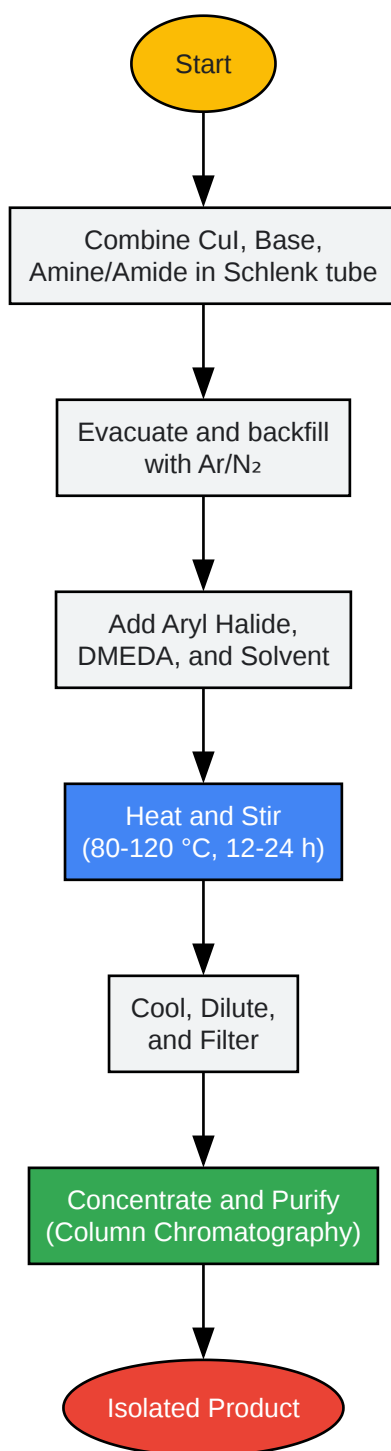 Start
Combine CuI, Base,
Amine/Amide in Schlenk tube
Evacuate and backfill
with Ar/N₂
Add Aryl Halide,
DMEDA, and Solvent
Heat and Stir
(80-120 °C, 12-24 h)
Cool, Dilute,
and Filter
Concentrate and Purify
(Column Chromatography)
Isolated Product